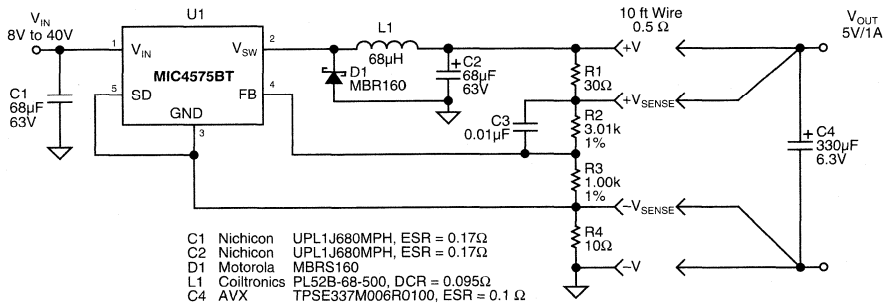 U1
V_IN
8V to 40V
1
V_IN
V_SW
2
MIC4575BT
5
SD
FB
4
GND
3
C1
68µF
63V
L1
68µH
D1
MBR160
+
C2
68µF
63V
C3
0.01µF
10 ft Wire
0.5 Ω
+V
R1
30Ω
+V_SENSE
R2
3.01k
1%
R3
1.00k
1%
−V_SENSE
R4
10Ω
−V
V_OUT
5V/1A
+
C4
330µF
6.3V
C1 Nichicon UPL1J680MPH, ESR = 0.17Ω
C2 Nichicon UPL1J680MPH, ESR = 0.17Ω
D1 Motorola MBRS160
L1 Coiltronics PL52B-68-500, DCR = 0.095Ω
C4 AVX TPSE337M006R0100, ESR = 0.1 Ω